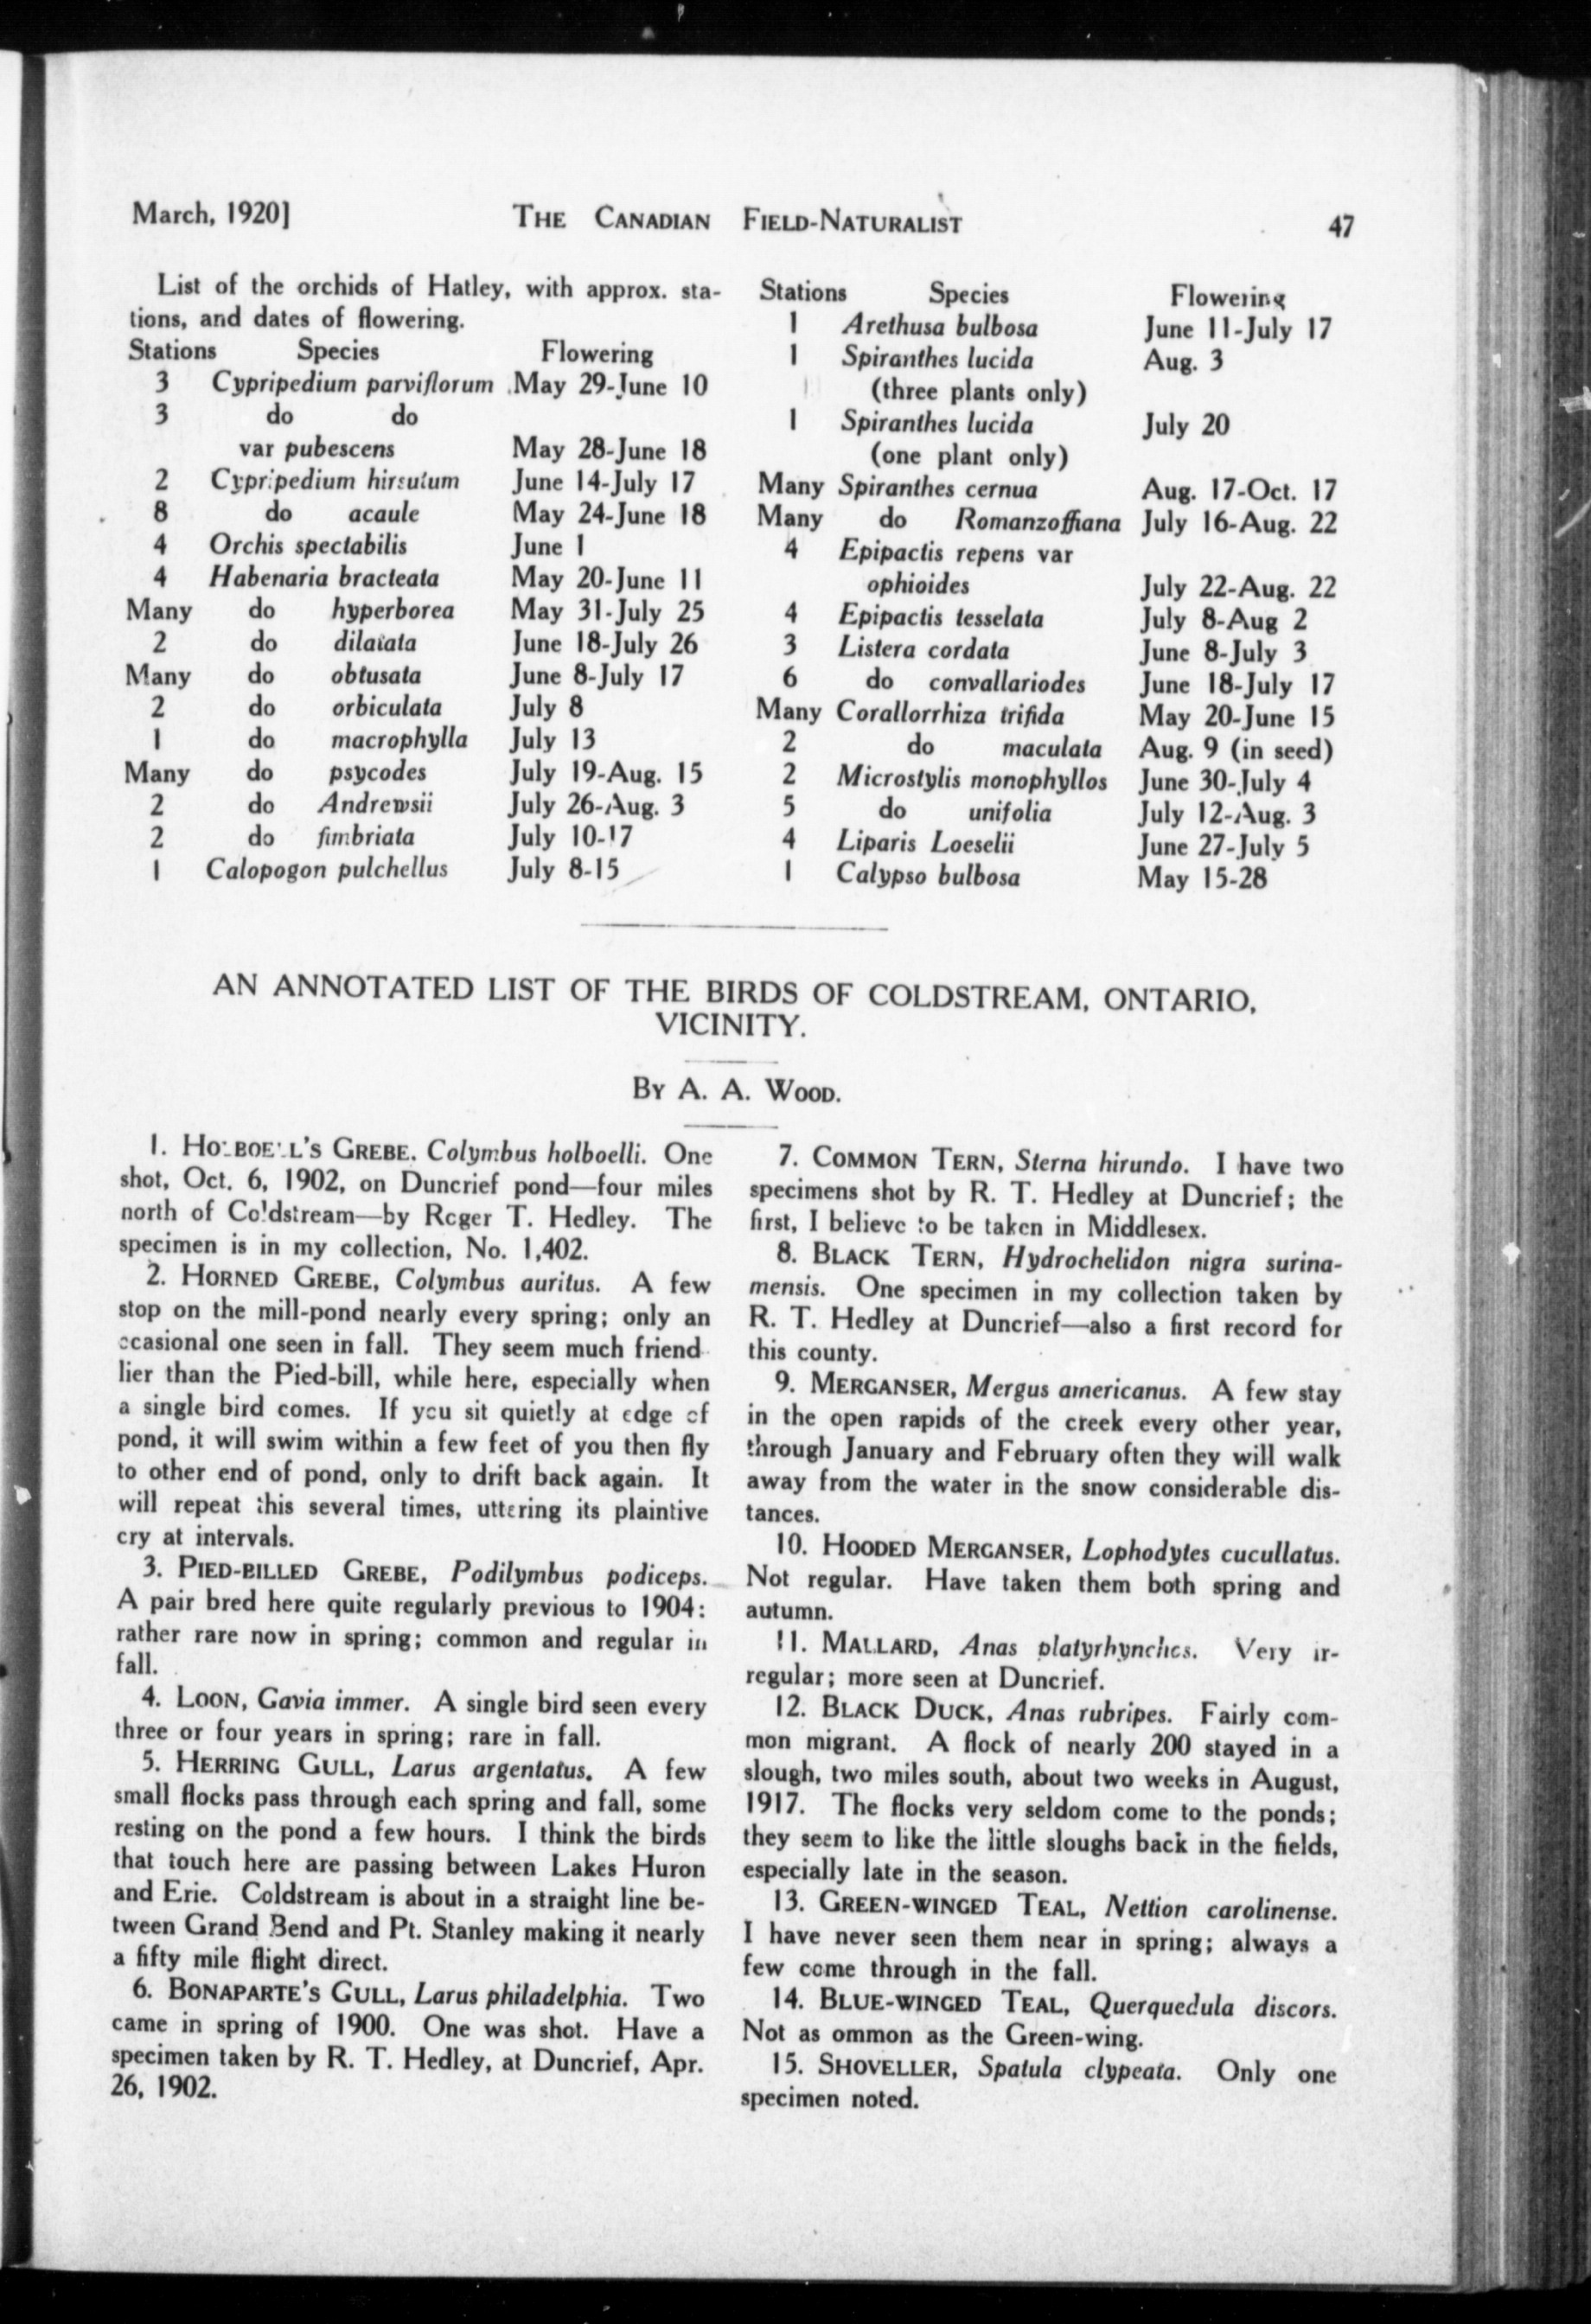 March, 1920] THE CANADIAN FIELD-NATURALIST 47
List of the orchids of Hatley, with approx. sta-
tions, and dates of flowering.
Stations Species Flowering
3 Cypripedium parviflorum May 29-June 10
3 do do
var pubescens May 28-June 18
2 Cypripedium hirsutum June 14-July 17
8 do acaule May 24-June 18
4 Orchis spectabilis June 1
4 Habenaria bracteata May 20-June 11
Many do hyperborea May 31-July 25
2 do dilatata June 18-July 26
Many do obtusata June 8-July 17
2 do orbiculata July 8
1 do macrophylla July 13
Many do psycodes July 19-Aug. 15
2 do Andrewsii July 26-Aug. 3
2 do fimbriata July 10-17
1 Calopogon pulchellus July 8-15
Stations Species Flowering
1 Arethusa bulbosa June 11-July 17
1 Spiranthes lucida Aug. 3
(three plants only)
1 Spiranthes lucida July 20
(one plant only)
Many Spiranthes cernua Aug. 17-Oct. 17
Many do Romanzoffiana July 16-Aug. 22
4 Epipactis repens var
ophioides July 22-Aug. 22
4 Epipactis tesselata July 8-Aug 2
3 Listera cordata June 8-July 3
6 do convallariodes June 18-July 17
Many Corallorrhiza trifida May 20-June 15
2 do maculata Aug. 9 (in seed)
2 Microstylis monophyllos June 30-July 4
5 do unifolia July 12-Aug. 3
4 Liparis Loeselii June 27-July 5
1 Calypso bulbosa May 15-28
AN ANNOTATED LIST OF THE BIRDS OF COLDSTREAM, ONTARIO,
VICINITY.
BY A. A. WOOD.
1. HOLBOELL'S GREBE. Colymbus holboelli. One
shot, Oct. 6, 1902, on Duncrief pond—four miles
north of Coldstream—by Roger T. Hedley. The
specimen is in my collection, No. 1,402.
2. HORNED GREBE, Colymbus auritus. A few
stop on the mill-pond nearly every spring; only an
occasional one seen in fall. They seem much friend-
lier than the Pied-bill, while here, especially when
a single bird comes. If you sit quietly at edge of
pond, it will swim within a few feet of you then fly
to other end of pond, only to drift back again. It
will repeat this several times, uttering its plaintive
cry at intervals.
3. PIED-BILLED GREBE, Podilymbus podiceps.
A pair bred here quite regularly previous to 1904:
rather rare now in spring; common and regular in
fall.
4. LOON, Gavia immer. A single bird seen every
three or four years in spring; rare in fall.
5. HERRING GULL, Larus argentatus. A few
small flocks pass through each spring and fall, some
resting on the pond a few hours. I think the birds
that touch here are passing between Lakes Huron
and Erie. Coldstream is about in a straight line be-
tween Grand Bend and Pt. Stanley making it nearly
a fifty mile flight direct.
6. BONAPARTE'S GULL, Larus philadelphia. Two
came in spring of 1900. One was shot. Have a
specimen taken by R. T. Hedley, at Duncrief, Apr.
26, 1902.
7. COMMON TERN, Sterna hirundo. I have two
specimens shot by R. T. Hedley at Duncrief; the
first, I believe to be taken in Middlesex.
8. BLACK TERN, Hydrochelidon nigra surina-
mensis. One specimen in my collection taken by
R. T. Hedley at Duncrief—also a first record for
this county.
9. MERGANSER, Mergus americanus. A few stay
in the open rapids of the creek every other year,
through January and February often they will walk
away from the water in the snow considerable dis-
tances.
10. HOODED MERGANSER, Lophodytes cucullatus.
Not regular. Have taken them both spring and
autumn.
11. MALLARD, Anas platyrhynchos. Very ir-
regular; more seen at Duncrief.
12. BLACK DUCK, Anas rubripes. Fairly com-
mon migrant. A flock of nearly 200 stayed in a
slough, two miles south, about two weeks in August,
1917. The flocks very seldom come to the ponds;
they seem to like the little sloughs back in the fields,
especially late in the season.
13. GREEN-WINGED TEAL, Nettion carolinense.
I have never seen them near in spring; always a
few come through in the fall.
14. BLUE-WINGED TEAL, Querquedula discors.
Not as ommon as the Green-wing.
15. SHOVELLER, Spatula clypeata. Only one
specimen noted.